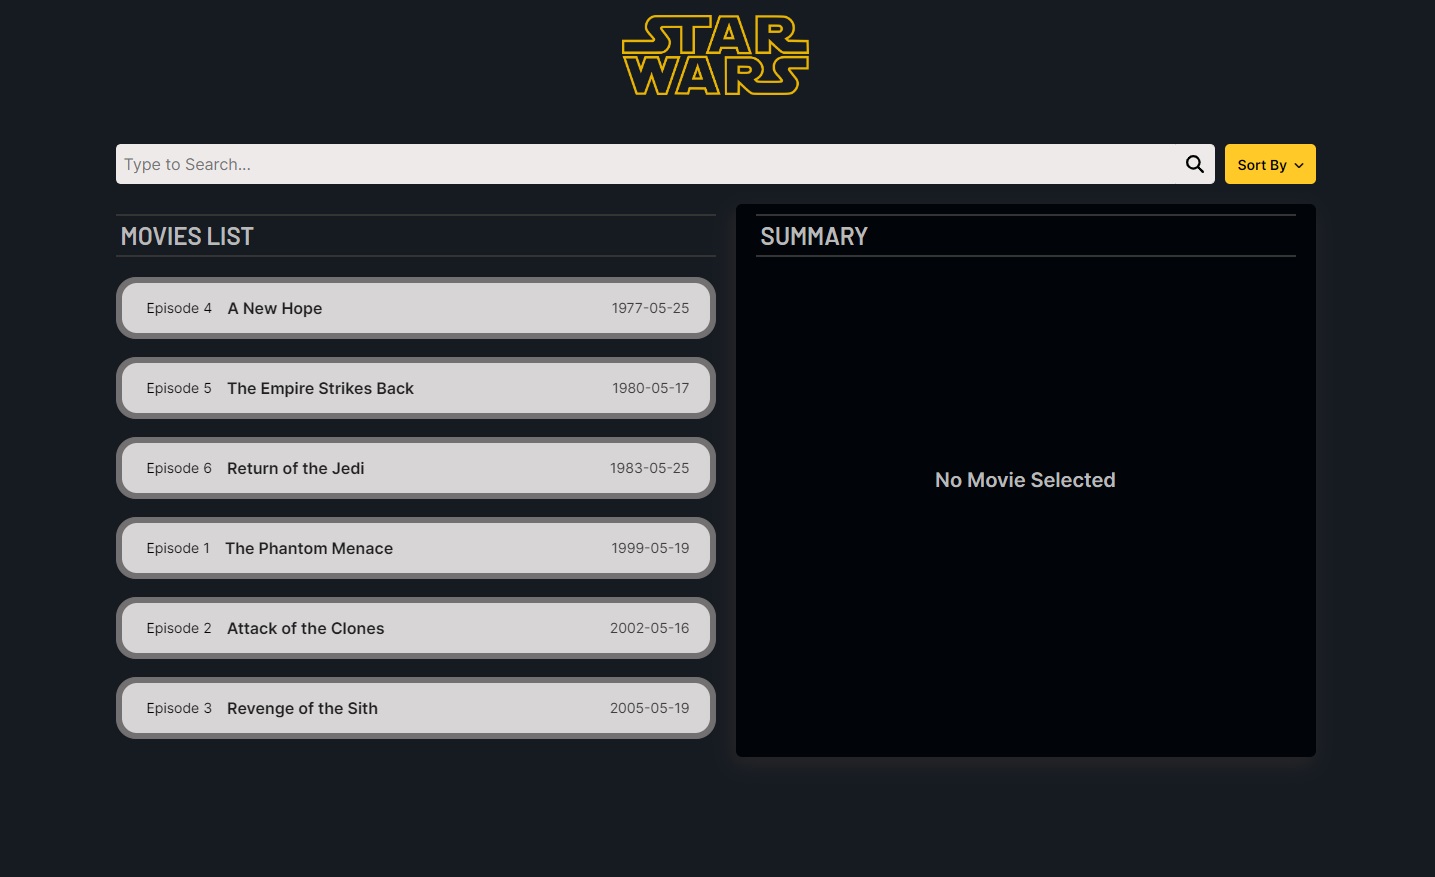 STAR
WARS
Type to Search...
Sort By
MOVIES LIST
Episode 4 A New Hope 1977-05-25
Episode 5 The Empire Strikes Back 1980-05-17
Episode 6 Return of the Jedi 1983-05-25
Episode 1 The Phantom Menace 1999-05-19
Episode 2 Attack of the Clones 2002-05-16
Episode 3 Revenge of the Sith 2005-05-19
SUMMARY
No Movie Selected